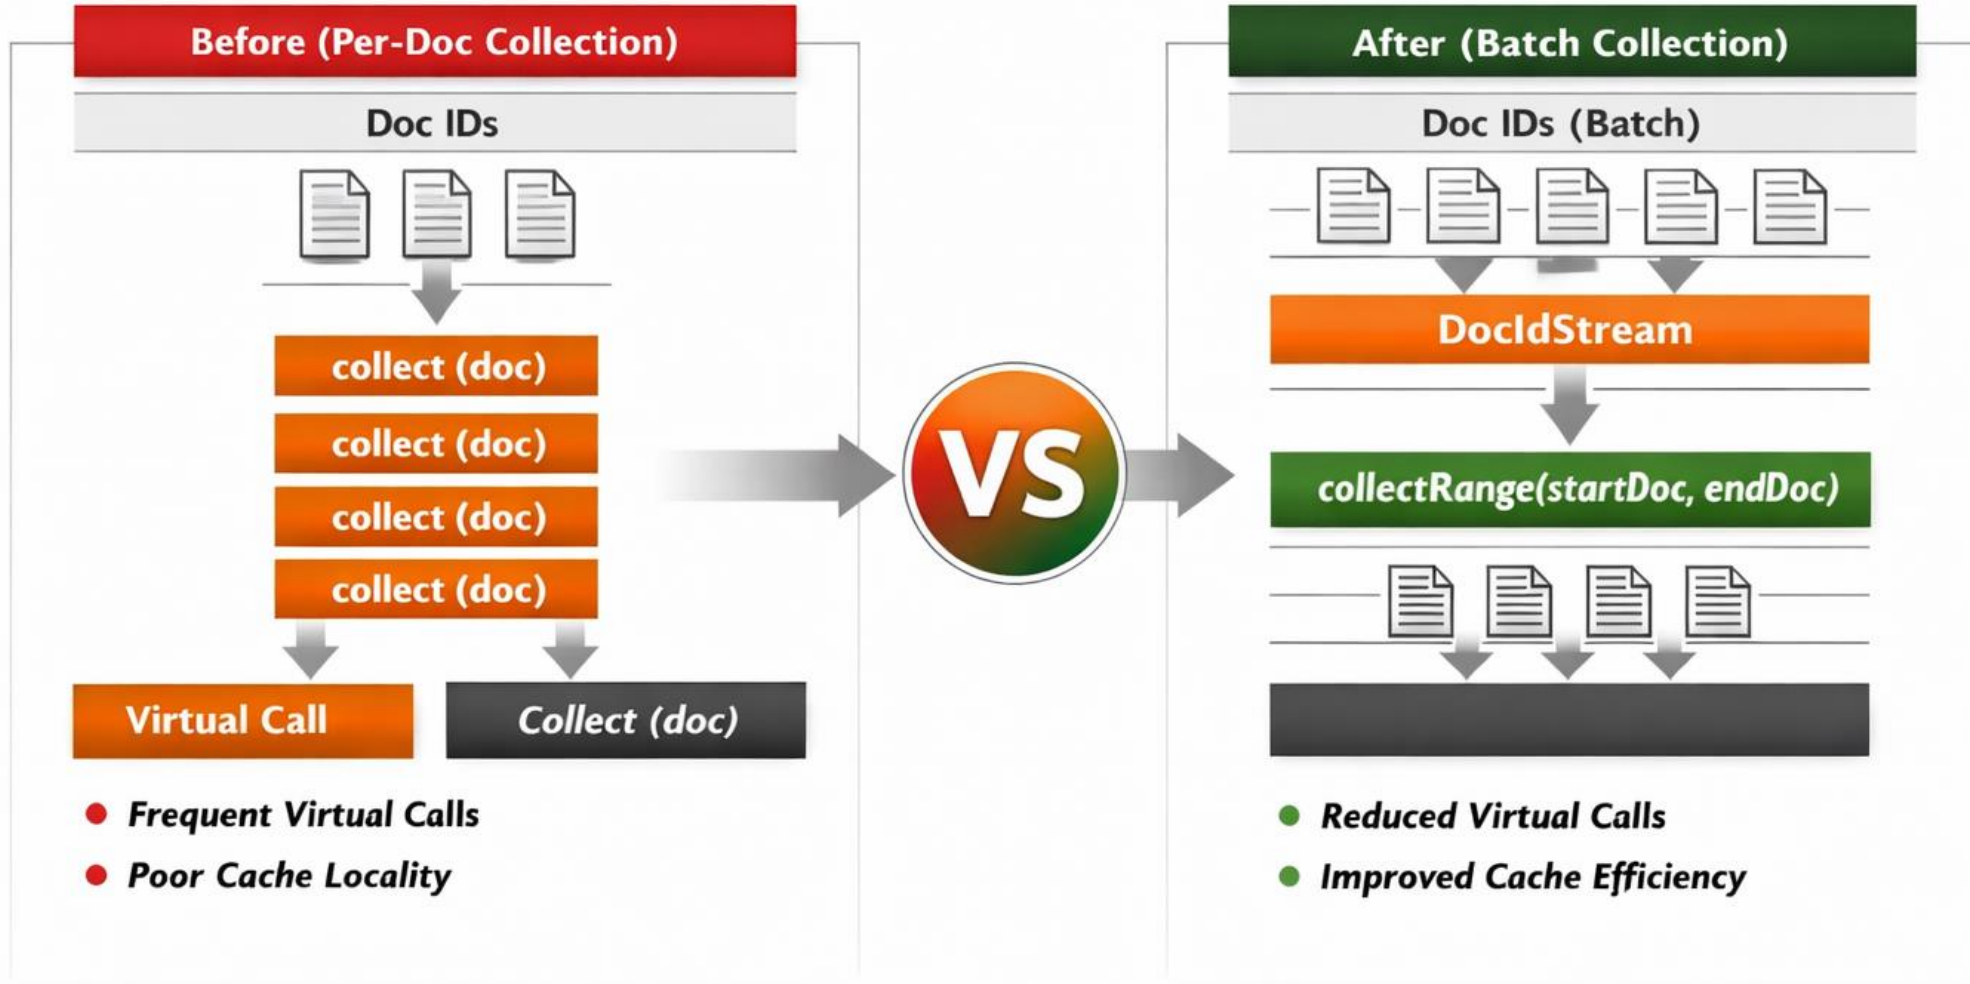 Before (Per-Doc Collection)
Doc IDs
collect (doc)
collect (doc)
collect (doc)
collect (doc)
Virtual Call
Collect (doc)
Frequent Virtual Calls
Poor Cache Locality
VS
After (Batch Collection)
Doc IDs (Batch)
DocIdStream
collectRange(startDoc, endDoc)
Reduced Virtual Calls
Improved Cache Efficiency